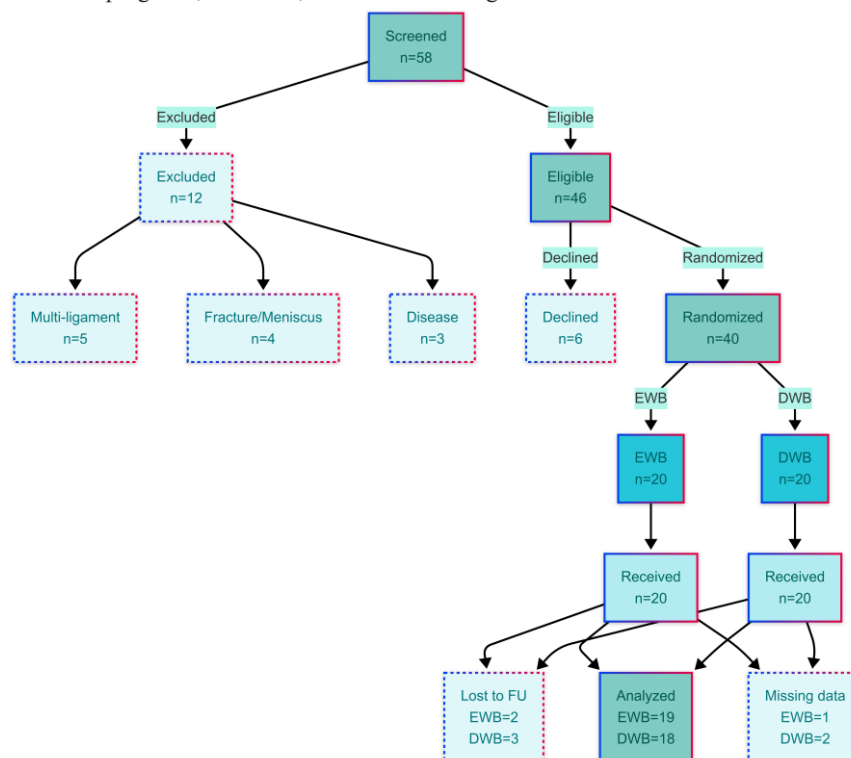 Screened
n=58
Excluded
Eligible
Excluded
n=12
Eligible
n=46
Declined
Randomized
Multi-ligament
n=5
Fracture/Meniscus
n=4
Disease
n=3
Declined
n=6
Randomized
n=40
EWB
DWB
EWB
n=20
DWB
n=20
Received
n=20
Received
n=20
Lost to FU
EWB=2
DWB=3
Analyzed
EWB=19
DWB=18
Missing data
EWB=1
DWB=2